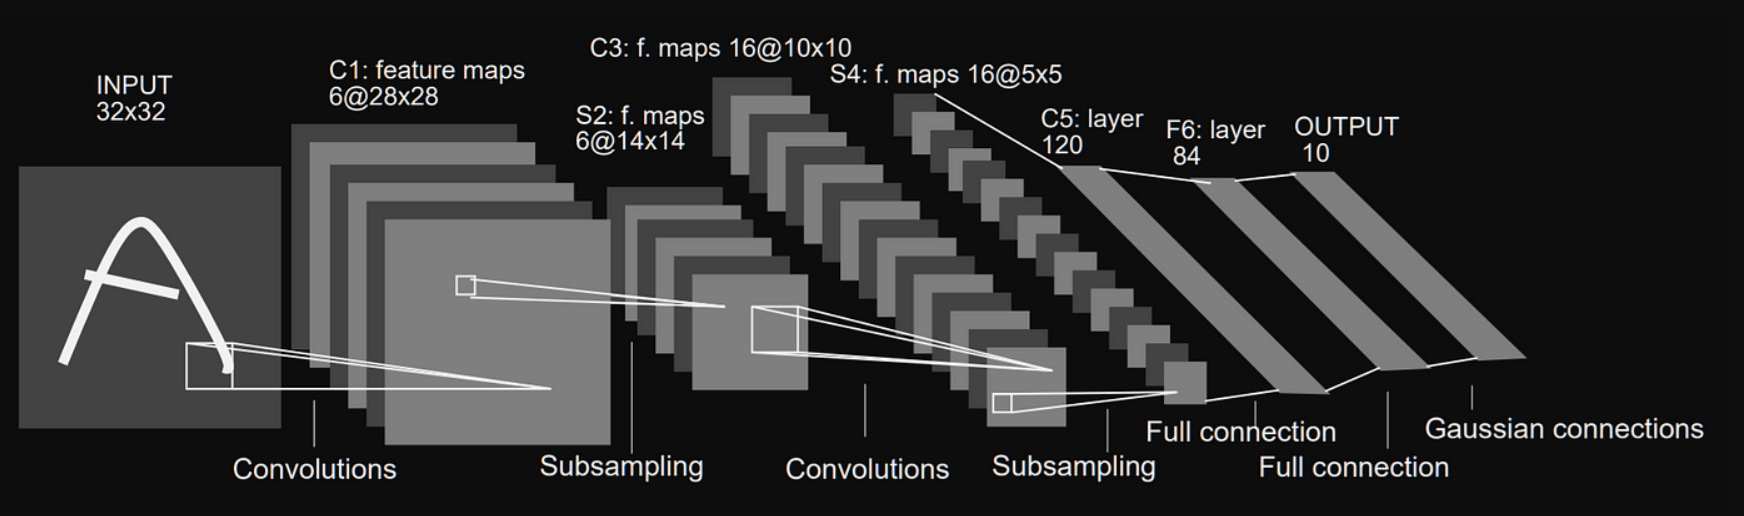 INPUT
32x32
C1: feature maps
6@28x28
S2: f. maps
6@14x14
C3: f. maps 16@10x10
S4: f. maps 16@5x5
C5: layer
120
F6: layer
84
OUTPUT
10
Convolutions
Subsampling
Convolutions
Subsampling
Full connection
Full connection
Gaussian connections